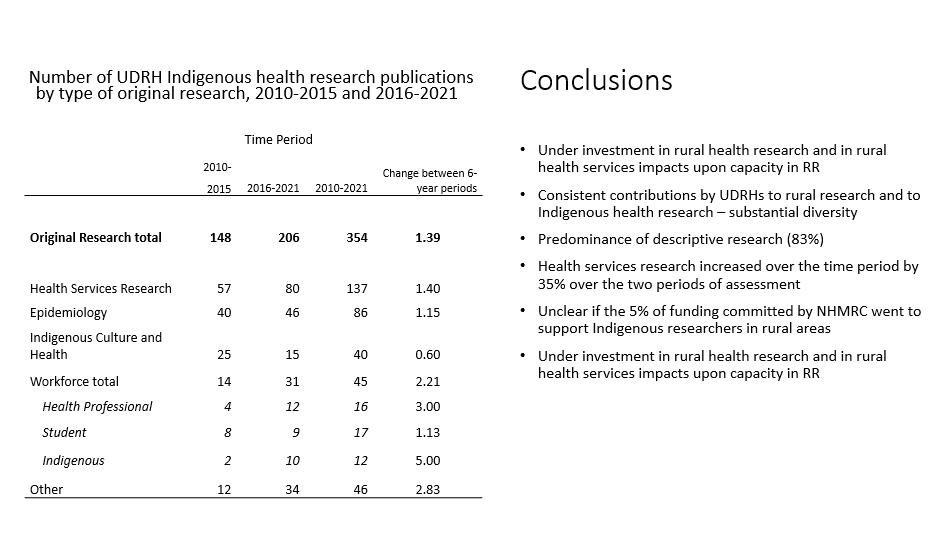 Number of UDRH Indigenous health research publications
by type of original research, 2010-2015 and 2016-2021
Time Period
2010-
2015 2016-2021 2010-2021 Change between 6-
year periods
Original Research total 148 206 354 1.39
Health Services Research 57 80 137 1.40
Epidemiology 40 46 86 1.15
Indigenous Culture and
Health 25 15 40 0.60
Workforce total 14 31 45 2.21
Health Professional 4 12 16 3.00
Student 8 9 17 1.13
Indigenous 2 10 12 5.00
Other 12 34 46 2.83
Conclusions
• Under investment in rural health research and in rural
health services impacts upon capacity in RR
• Consistent contributions by UDRHs to rural research and to
Indigenous health research – substantial diversity
• Predominance of descriptive research (83%)
• Health services research increased over the time period by
35% over the two periods of assessment
• Unclear if the 5% of funding committed by NHMRC went to
support Indigenous researchers in rural areas
• Under investment in rural health research and in rural
health services impacts upon capacity in RR